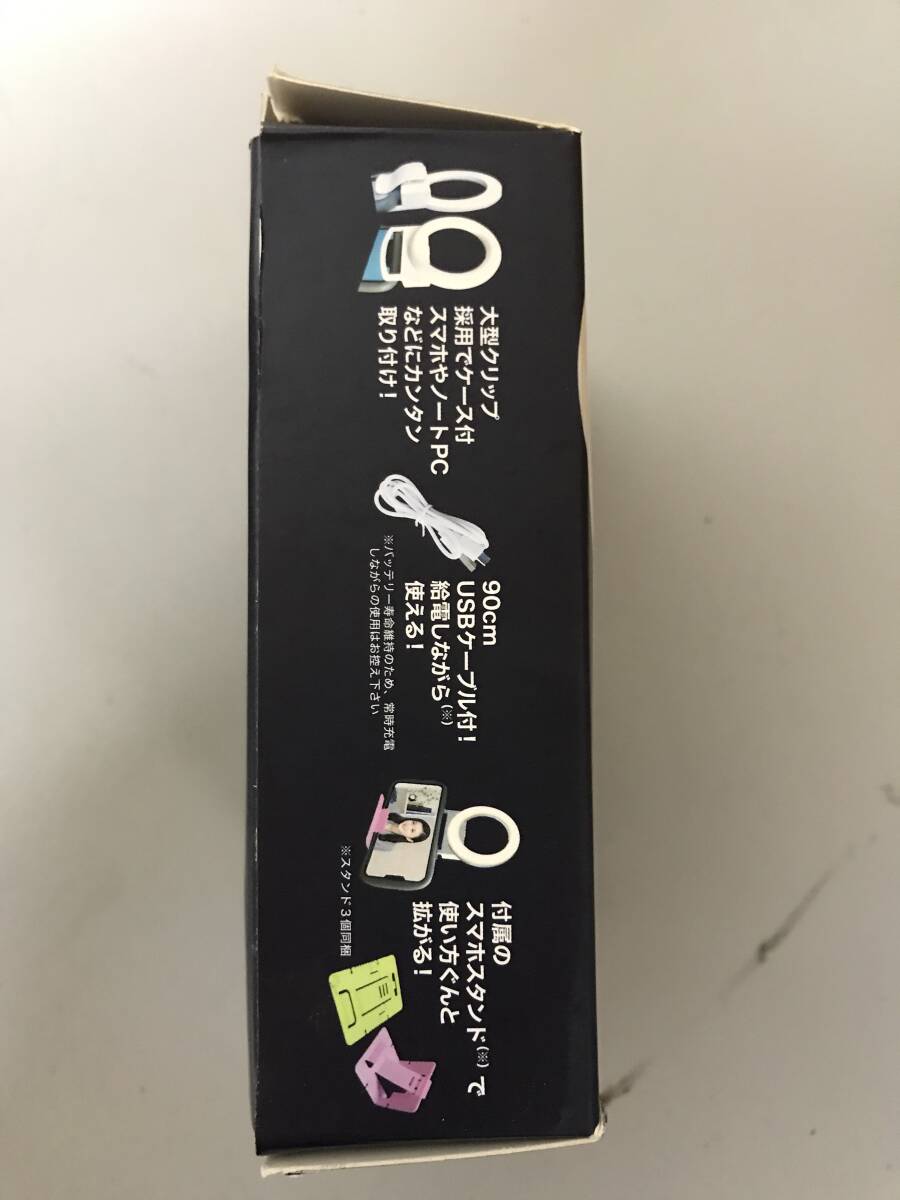 大型クリップ
採用でケース付
スマホやノートPC
などにカンタン
取り付け！
90cm
USBケーブル付！
給電しながら(※)
使える！
※バッテリー寿命維持のため、常時充電
しながらの使用はお控え下さい
付属の
スマホスタンド(※)で
使い方ぐんと
拡がる！
※スタンド3個同梱